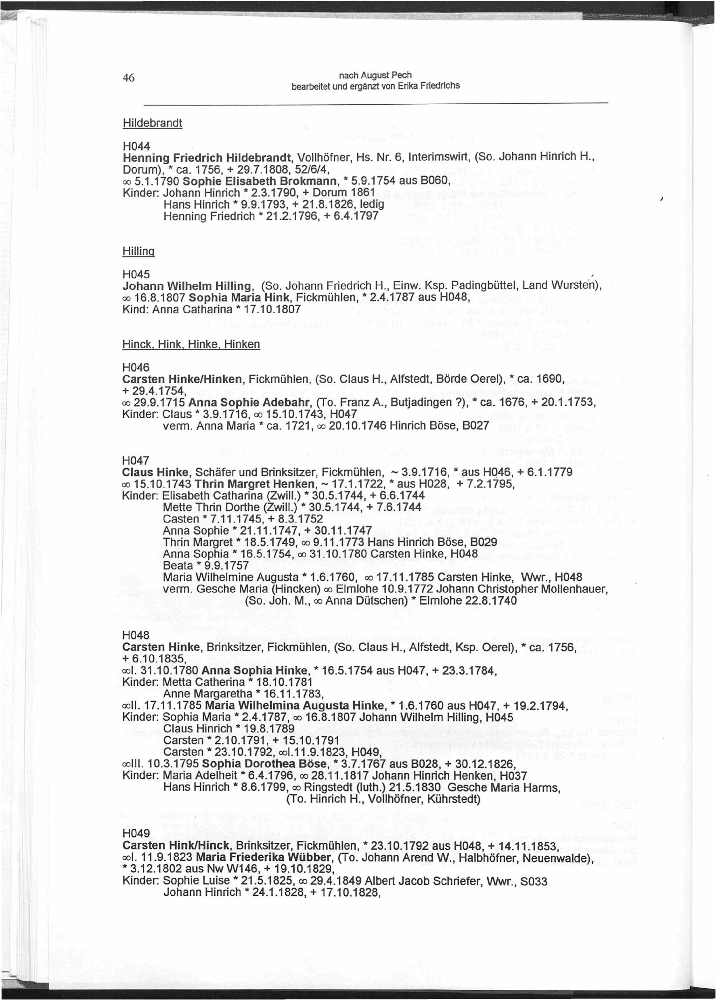 46
nach August Pech
bearbeitet und ergänzt von Erika Friedrichs
Hildebrandt
H044
Henning Friedrich Hildebrandt, Vollhöfner, Hs. Nr. 6, Interimswirt, (So. Johann Hinrich H.,
Dorum), * ca. 1756, + 29.7.1808, 52/6/4,
∞ 5.1.1790 Sophie Elisabeth Brokmann, * 5.9.1754 aus B060,
Kinder: Johann Hinrich * 2.3.1790, + Dorum 1861
Hans Hinrich * 9.9.1793, + 21.8.1826, ledig
Henning Friedrich * 21.2.1796, + 6.4.1797
Hilling
H045
Johann Wilhelm Hilling, (So. Johann Friedrich H., Einw. Ksp. Padingbüttel, Land Wursten),
∞ 16.8.1807 Sophia Maria Hink, Fickmühlen, * 2.4.1787 aus H048,
Kind: Anna Catharina * 17.10.1807
Hinck, Hink, Hinke, Hinken
H046
Carsten Hinke/Hinken, Fickmühlen, (So. Claus H., Alfstedt, Börde Oerel), * ca. 1690,
+ 29.4.1754,
∞ 29.9.1715 Anna Sophie Adebahr, (To. Franz A., Butjadingen ?), * ca. 1676, + 20.1.1753,
Kinder: Claus * 3.9.1716, ∞ 15.10.1743, H047
verm. Anna Maria * ca. 1721, ∞ 20.10.1746 Hinrich Böse, B027
H047
Claus Hinke, Schäfer und Brinksitzer, Fickmühlen, ~ 3.9.1716, * aus H046, + 6.1.1779
∞ 15.10.1743 Thrin Margret Henken, ~ 17.1.1722, * aus H028, + 7.2.1795,
Kinder: Elisabeth Catharina (Zwill.) * 30.5.1744, + 6.6.1744
Mette Thrin Dorthe (Zwill.) * 30.5.1744, + 7.6.1744
Casten * 7.11.1745, + 8.3.1752
Anna Sophie * 21.11.1747, + 30.11.1747
Thrin Margret * 18.5.1749, ∞ 9.11.1773 Hans Hinrich Böse, B029
Anna Sophia * 16.5.1754, ∞ 31.10.1780 Carsten Hinke, H048
Beata * 9.9.1757
Maria Wilhelmine Augusta * 1.6.1760, ∞ 17.11.1785 Carsten Hinke, Wwr., H048
verm. Gesche Maria (Hincken) ∞ Elmlohe 10.9.1772 Johann Christopher Mollenhauer,
(So. Joh. M., ∞ Anna Dütschen) * Elmlohe 22.8.1740
H048
Carsten Hinke, Brinksitzer, Fickmühlen, (So. Claus H., Alfstedt, Ksp. Oerel), * ca. 1756,
+ 6.10.1835,
∞I. 31.10.1780 Anna Sophia Hinke, * 16.5.1754 aus H047, + 23.3.1784,
Kinder: Metta Catherina * 18.10.1781
Anne Margaretha * 16.11.1783,
∞II. 17.11.1785 Maria Wilhelmina Augusta Hinke, * 1.6.1760 aus H047, + 19.2.1794,
Kinder: Sophia Maria * 2.4.1787, ∞ 16.8.1807 Johann Wilhelm Hilling, H045
Claus Hinrich * 19.8.1789
Carsten * 2.10.1791, + 15.10.1791
Carsten * 23.10.1792, ∞I.11.9.1823, H049,
∞III. 10.3.1795 Sophia Dorothea Böse, * 3.7.1767 aus B028, + 30.12.1826,
Kinder: Maria Adelheit * 6.4.1796, ∞ 28.11.1817 Johann Hinrich Henken, H037
Hans Hinrich * 8.6.1799, ∞ Ringstedt (luth.) 21.5.1830 Gesche Maria Harms,
(To. Hinrich H., Vollhöfner, Kührstedt)
H049
Carsten Hink/Hinck, Brinksitzer, Fickmühlen, * 23.10.1792 aus H048, + 14.11.1853,
∞I. 11.9.1823 Maria Friederika Wübber, (To. Johann Arend W., Halbhöfner, Neuenwalde),
* 3.12.1802 aus Nw W146, + 19.10.1829,
Kinder: Sophie Luise * 21.5.1825, ∞ 29.4.1849 Albert Jacob Schriefer, Wwr., S033
Johann Hinrich * 24.1.1828, + 17.10.1828,